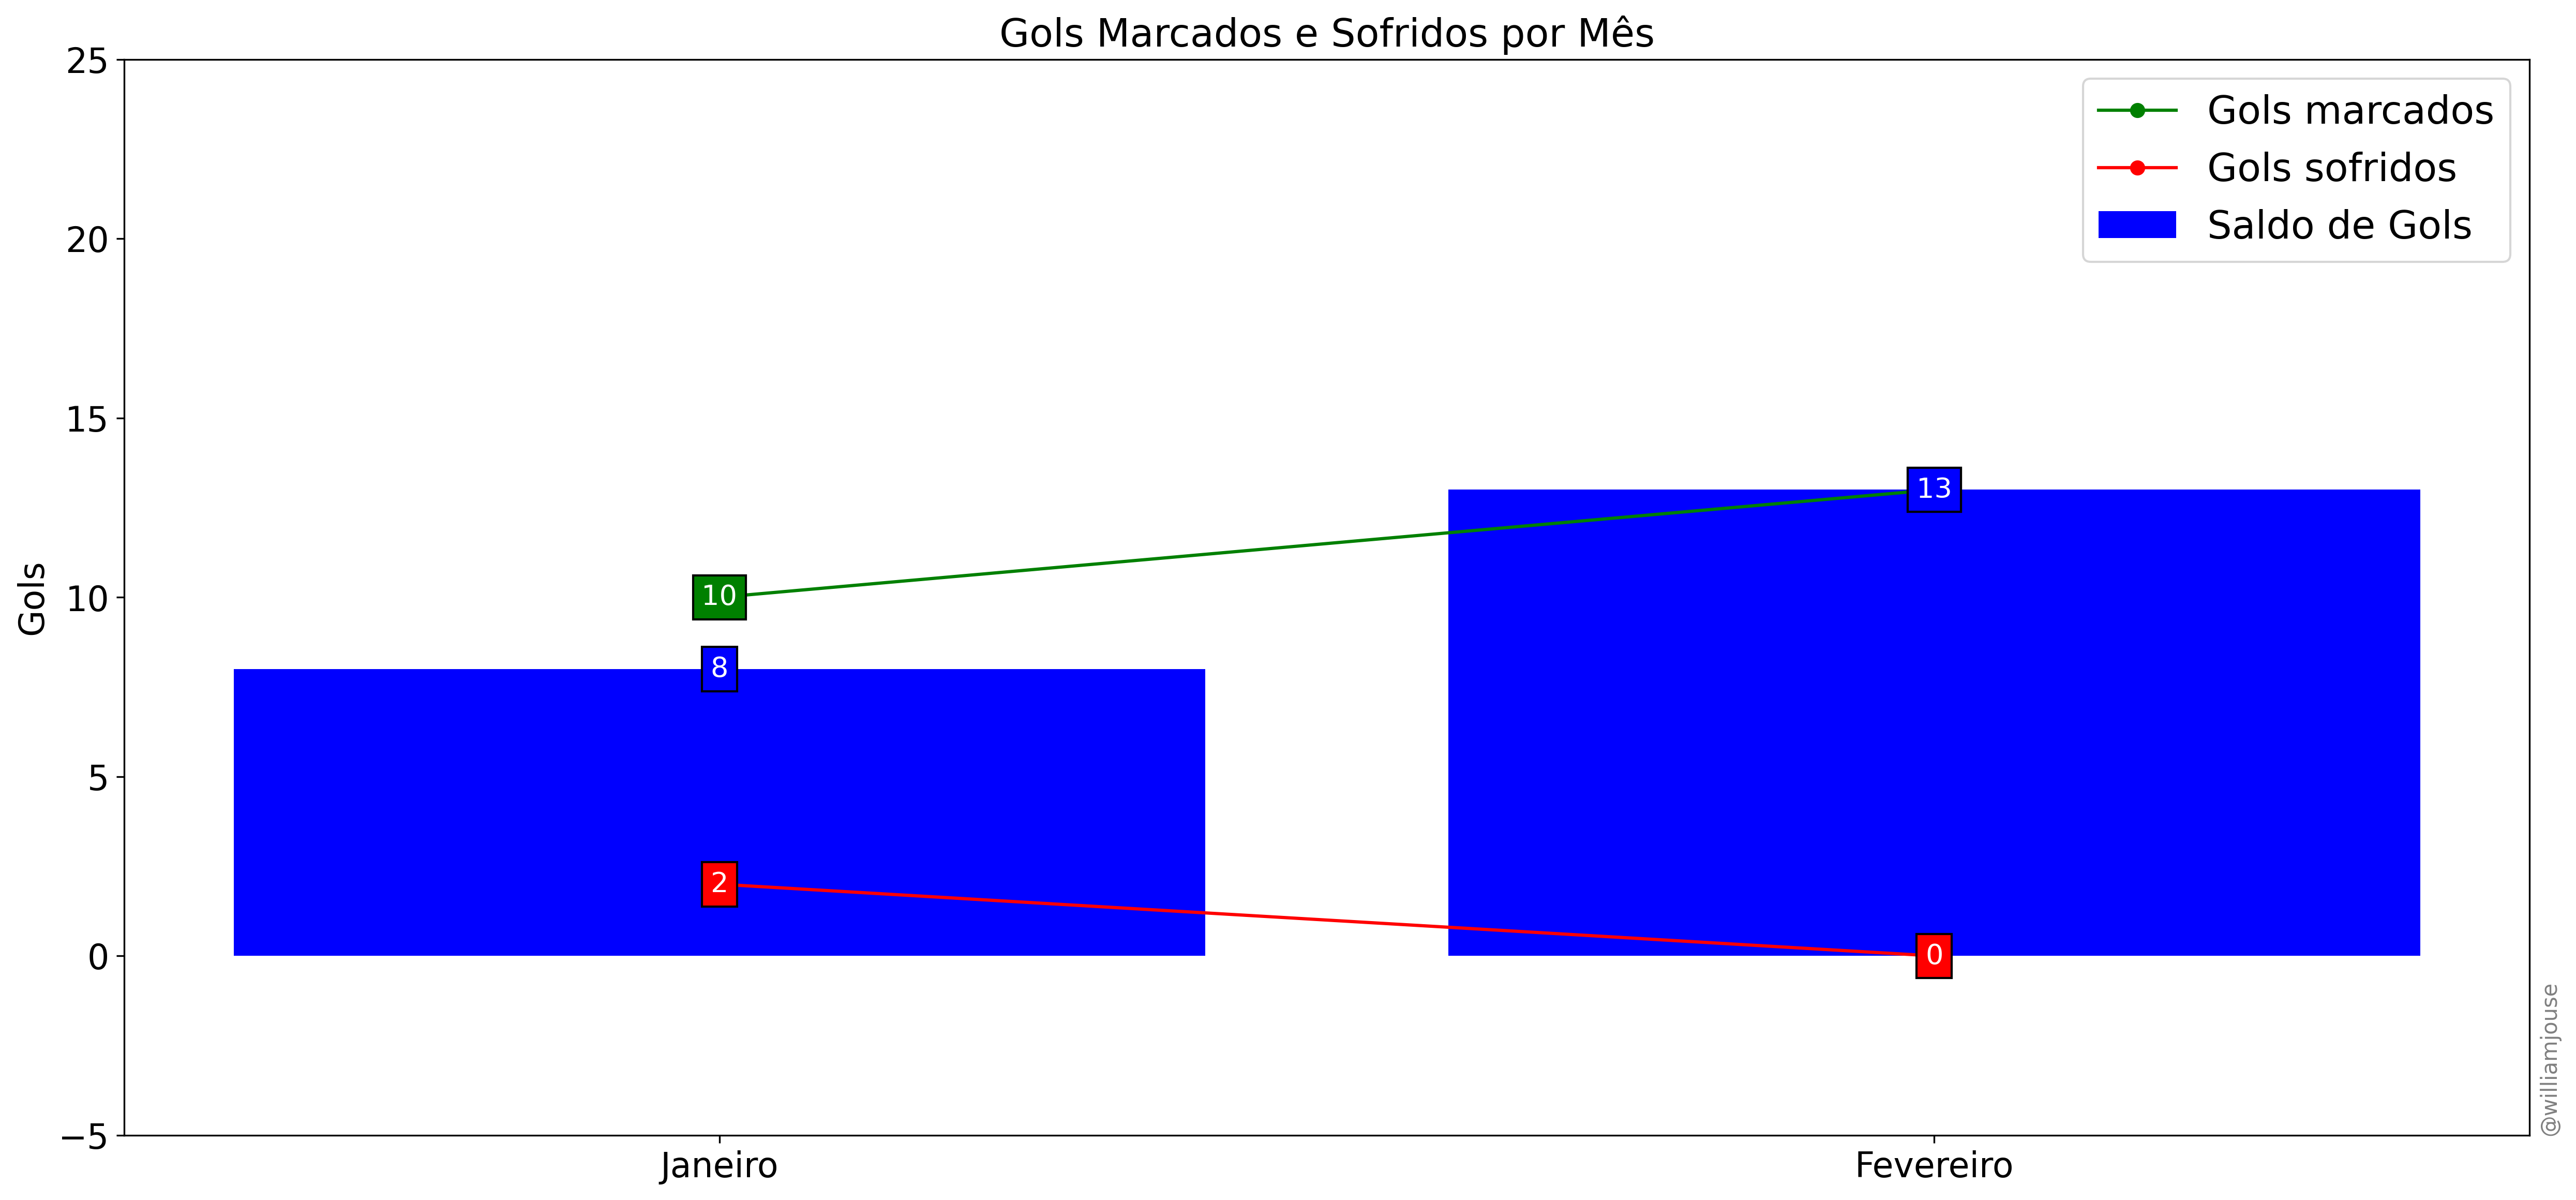 Gols Marcados e Sofridos por Mês
25
20
15
10
5
0
−5
Gols
Gols marcados
Gols sofridos
Saldo de Gols
10
8
2
13
0
Janeiro
Fevereiro
@williamjouse